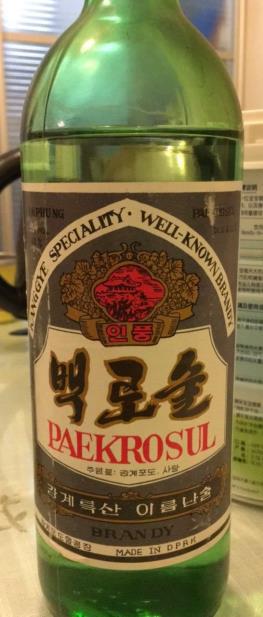 KANGGYE SPECIALITY · WELL-KNOWN BRANDY
인풍
백로술
PAEKROSUL
주원료: 강계포도, 사탕
강계특산 이름난술
BRANDY
MADE IN DPRK